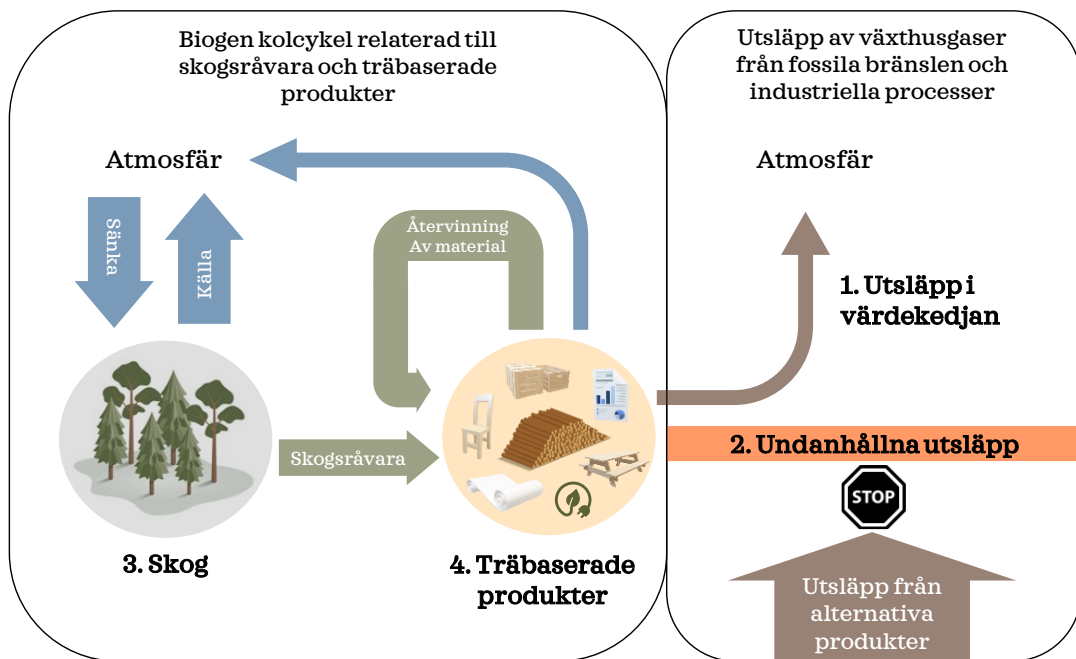 Biogen kolcykel relaterad till
skogsråvara och träbaserade
produkter
Utsläpp av växthusgaser
från fossila bränslen och
industriella processer
Atmosfär
Atmosfär
Sänka
Källa
Återvinning
Av material
1. Utsläpp i
värdekedjan
Skogsråvara
2. Undanhållna utsläpp
STOP
3. Skog
4. Träbaserade
produkter
Utsläpp från
alternativa
produkter